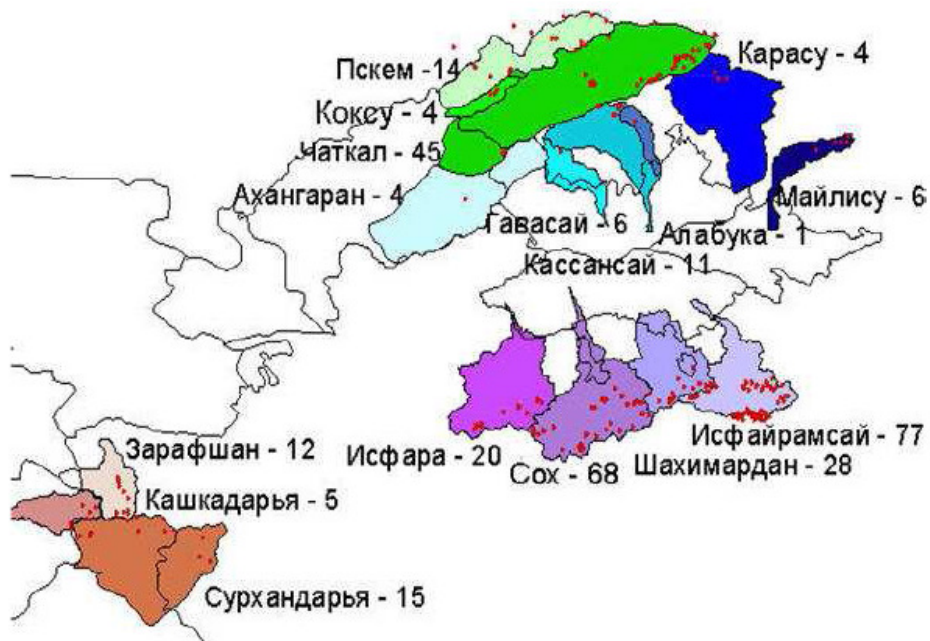 Карасу - 4
Пскем -14
Коксу - 4
Чаткал - 45
Ахангаран - 4
Майлису - 6
Гавасай - 6
Алабука - 1
Кассансай - 11
Исфайрамсай - 77
Зарафшан - 12
Исфара - 20
Шахимардан - 28
Сох - 68
Кашкадарья - 5
Сурхандарья - 15